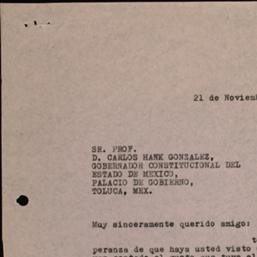 21 de Noviem
SR. PROF.
D. CARLOS HANK GONZALEZ,
GOBERNADOR CONSTITUCIONAL DEL
ESTADO DE MEXICO,
PALACIO DE GOBIERNO,
TOLUCA, MEX.
Muy sinceramente querido amigo:
peranza de que haya usted visto